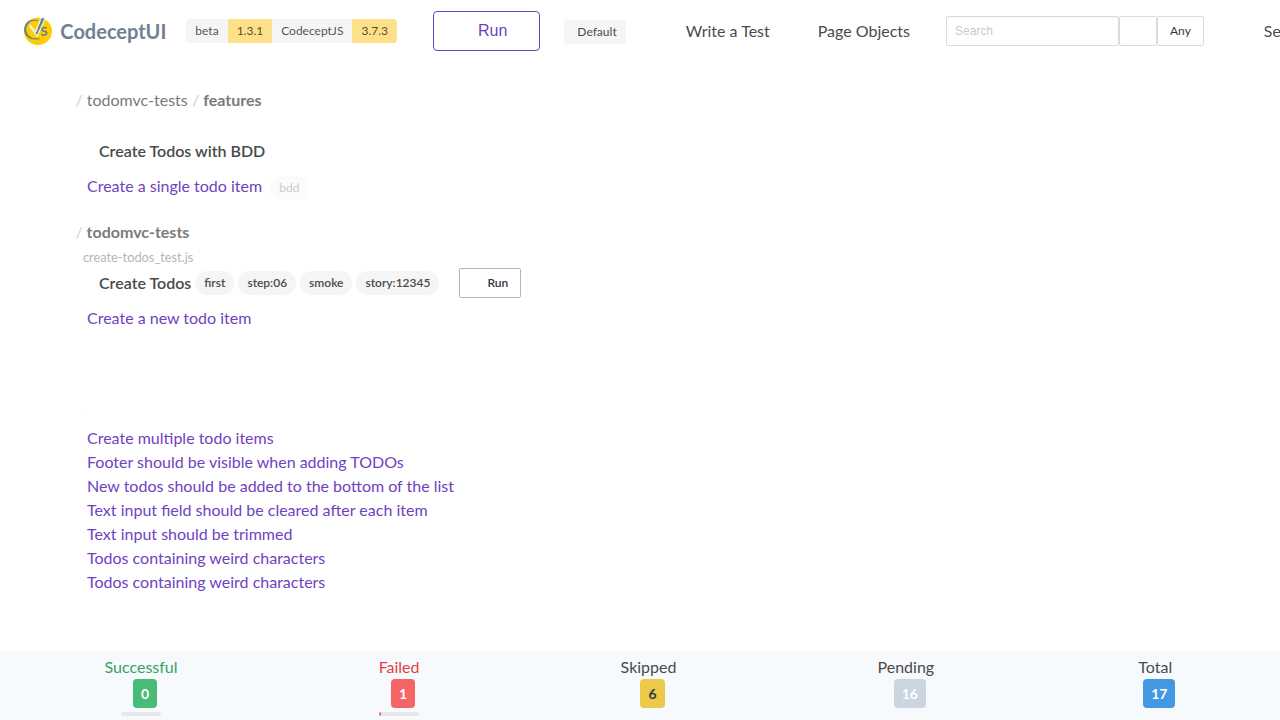 CodeceptUI beta 1.3.1 CodeceptJS 3.7.3 Run Default Write a Test Page Objects Search Any Se
/ todomvc-tests / features
Create Todos with BDD
Create a single todo item bdd
/ todomvc-tests
create-todos_test.js
Create Todos first step:06 smoke story:12345 Run
Create a new todo item
Create multiple todo items
Footer should be visible when adding TODOs
New todos should be added to the bottom of the list
Text input field should be cleared after each item
Text input should be trimmed
Todos containing weird characters
Todos containing weird characters
Successful Failed Skipped Pending Total
0 1 6 16 17